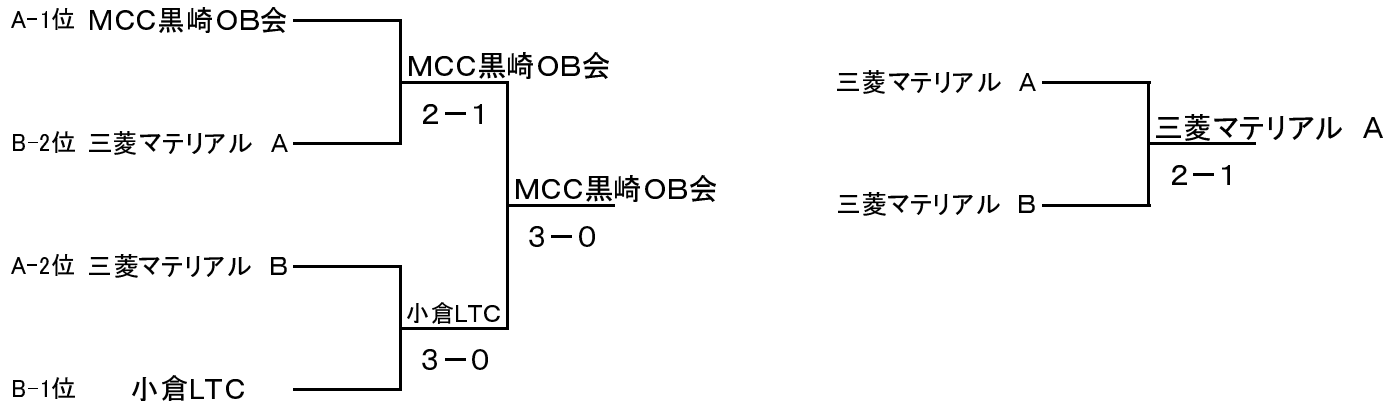 A-1位 MCC黒崎OB会
MCC黒崎OB会
2－1
B-2位 三菱マテリアル A
MCC黒崎OB会
3－0
A-2位 三菱マテリアル B
小倉LTC
3－0
B-1位 小倉LTC
三菱マテリアル A
三菱マテリアル A
2－1
三菱マテリアル B